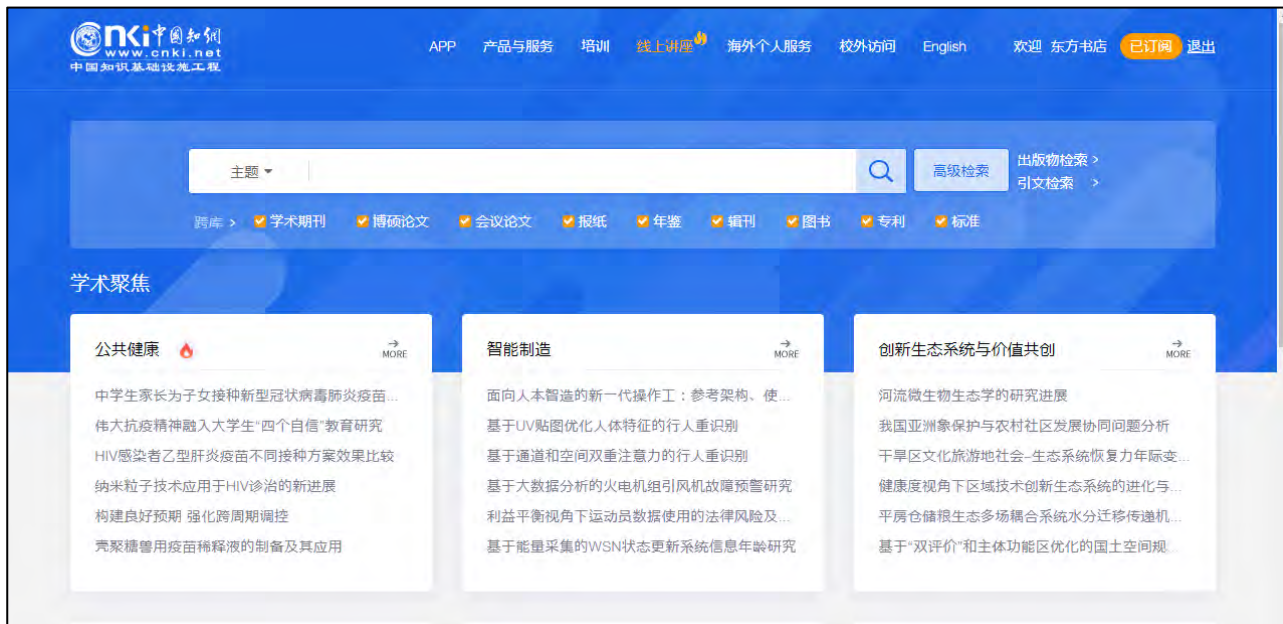 cnki中国知网
www.cnki.net
中国知识基础设施工程
APP 产品与服务 培训 线上讲座 海外个人服务 校外访问 English 欢迎 东方书店 已订阅 退出
主题 高级检索 出版物检索 >
引文检索 >
跨库 > 学术期刊 博硕论文 会议论文 报纸 年鉴 辑刊 图书 专利 标准
学术聚焦
公共健康 MORE
中学生家长为子女接种新型冠状病毒肺炎疫苗...
伟大抗疫精神融入大学生“四个自信”教育研究
HIV感染者乙型肝炎疫苗不同接种方案效果比较
纳米粒子技术应用于HIV诊治的新进展
构建良好预期 强化跨周期调控
壳聚糖兽用疫苗稀释液的制备及其应用
智能制造 MORE
面向人本智造的新一代操作工：参考架构、使...
基于UV贴图优化人体特征的行人重识别
基于通道和空间双重注意力的行人重识别
基于大数据分析的火电机组引风机故障预警研究
利益平衡视角下运动员数据使用的法律风险及...
基于能量采集的WSN状态更新系统信息年龄研究
创新生态系统与价值共创 MORE
河流微生物生态学的研究进展
我国亚洲象保护与农村社区发展协同问题分析
干旱区文化旅游地社会-生态系统恢复力年际变...
健康度视角下区域技术创新生态系统的进化与...
平房仓储粮生态多场耦合系统水分迁移传递机...
基于“双评价”和主体功能区优化的国土空间规...